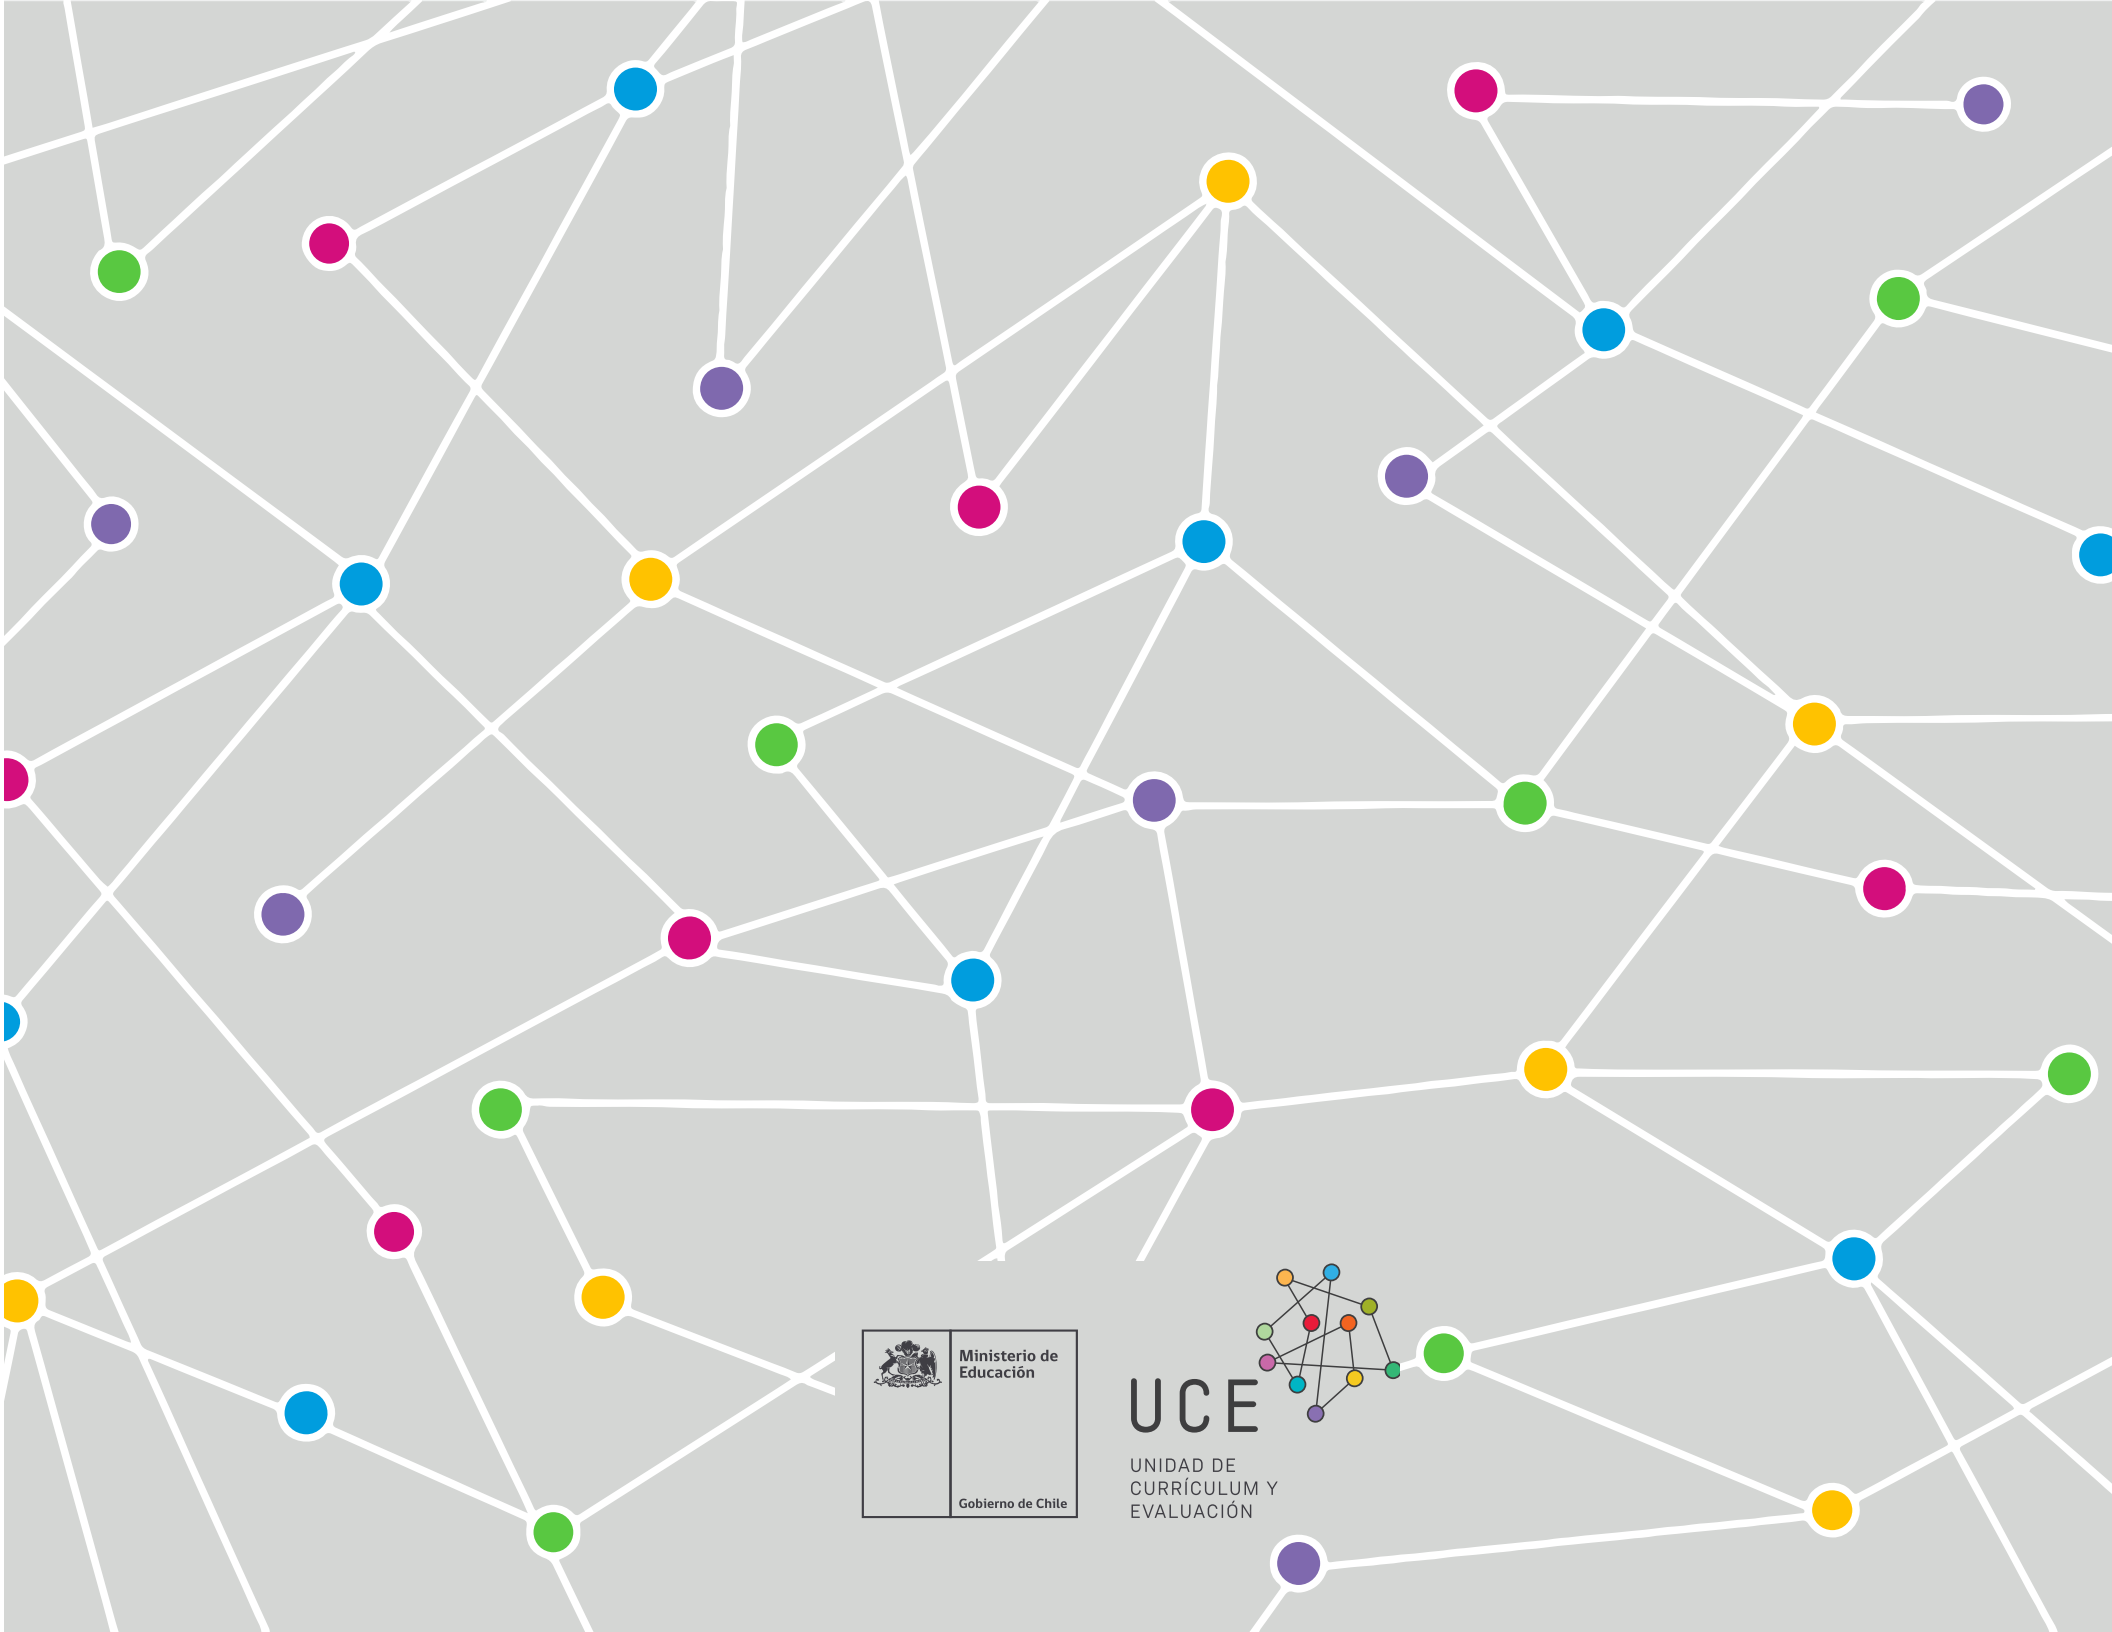 Ministerio de
Educación
Gobierno de Chile
UCE
UNIDAD DE
CURRÍCULUM Y
EVALUACIÓN